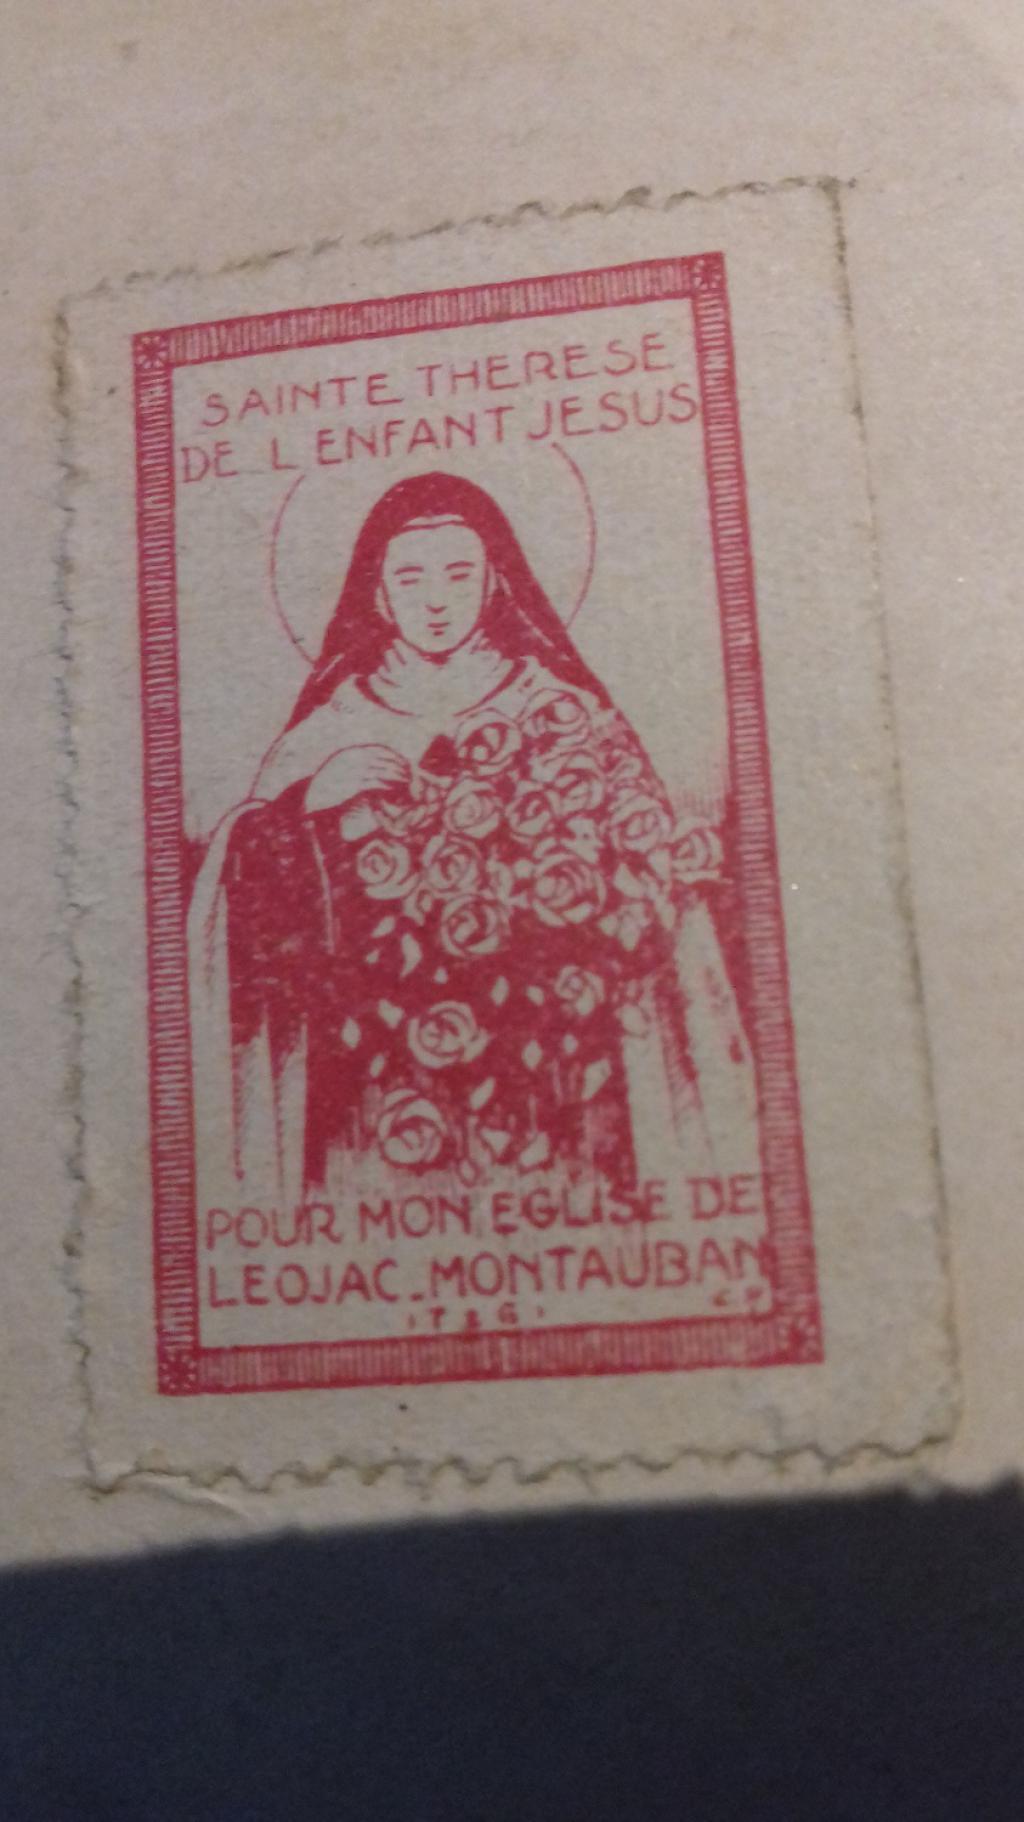 SAINTE THERESE
DE L ENFANT JESUS
POUR MON EGLISE DE
LEOJAC-MONTAUBAN